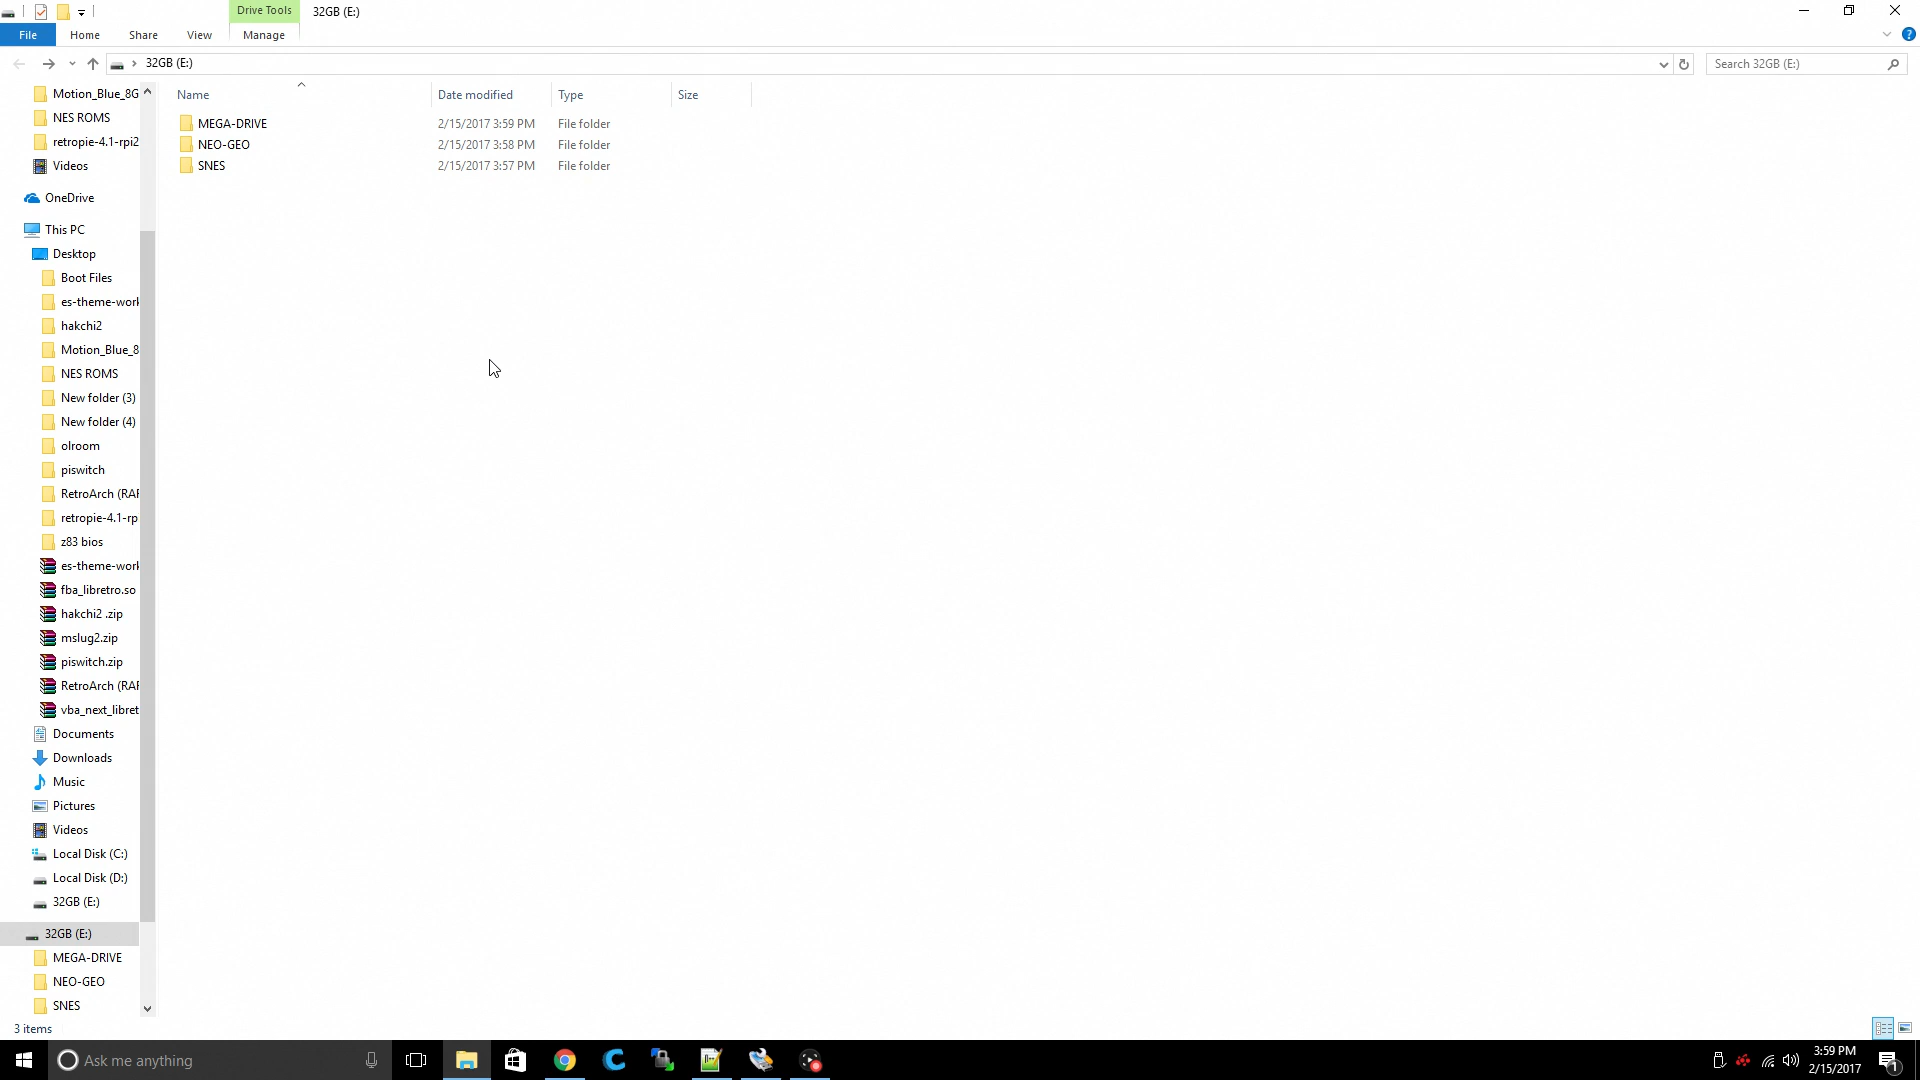 Drive Tools
32GB (E:)
File
Home
Share
View
Manage
32GB (E:)
Search 32GB (E:)
Name
Date modified
Type
Size
MEGA-DRIVE 2/15/2017 3:59 PM File folder
NEO-GEO 2/15/2017 3:58 PM File folder
SNES 2/15/2017 3:57 PM File folder
Motion_Blue_8G
NES ROMS
retropie-4.1-rpi2
Videos
OneDrive
This PC
Desktop
Boot Files
es-theme-work
hakchi2
Motion_Blue_8
NES ROMS
New folder (3)
New folder (4)
olroom
piswitch
RetroArch (RAR
retropie-4.1-rp
z83 bios
es-theme-work
fba_libretro.so
hakchi2 .zip
mslug2.zip
piswitch.zip
RetroArch (RAR
vba_next_libret
Documents
Downloads
Music
Pictures
Videos
Local Disk (C:)
Local Disk (D:)
32GB (E:)
32GB (E:)
MEGA-DRIVE
NEO-GEO
SNES
3 items
Ask me anything
3:59 PM
2/15/2017
1